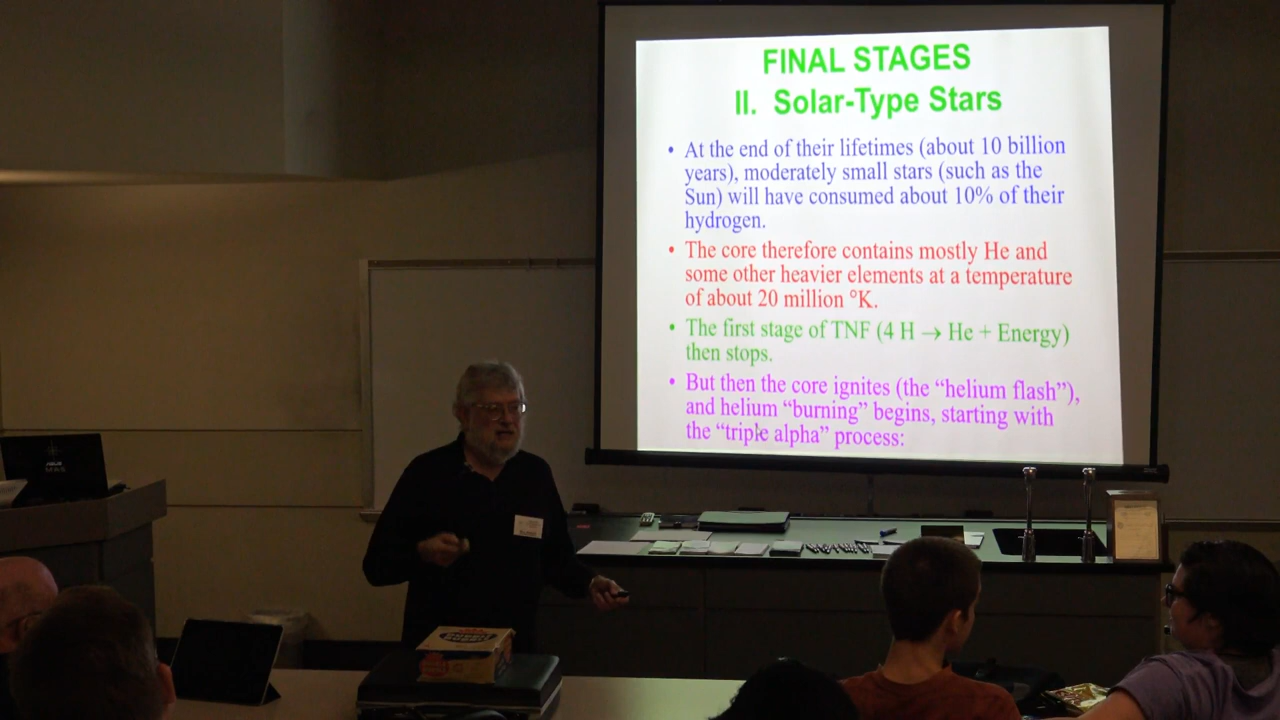 FINAL STAGES
II. Solar-Type Stars
• At the end of their lifetimes (about 10 billion
years), moderately small stars (such as the
Sun) will have consumed about 10% of their
hydrogen.
• The core therefore contains mostly He and
some other heavier elements at a temperature
of about 20 million °K.
• The first stage of TNF (4 H → He + Energy)
then stops.
• But then the core ignites (the “helium flash”),
and helium “burning” begins, starting with
the “triple alpha” process: